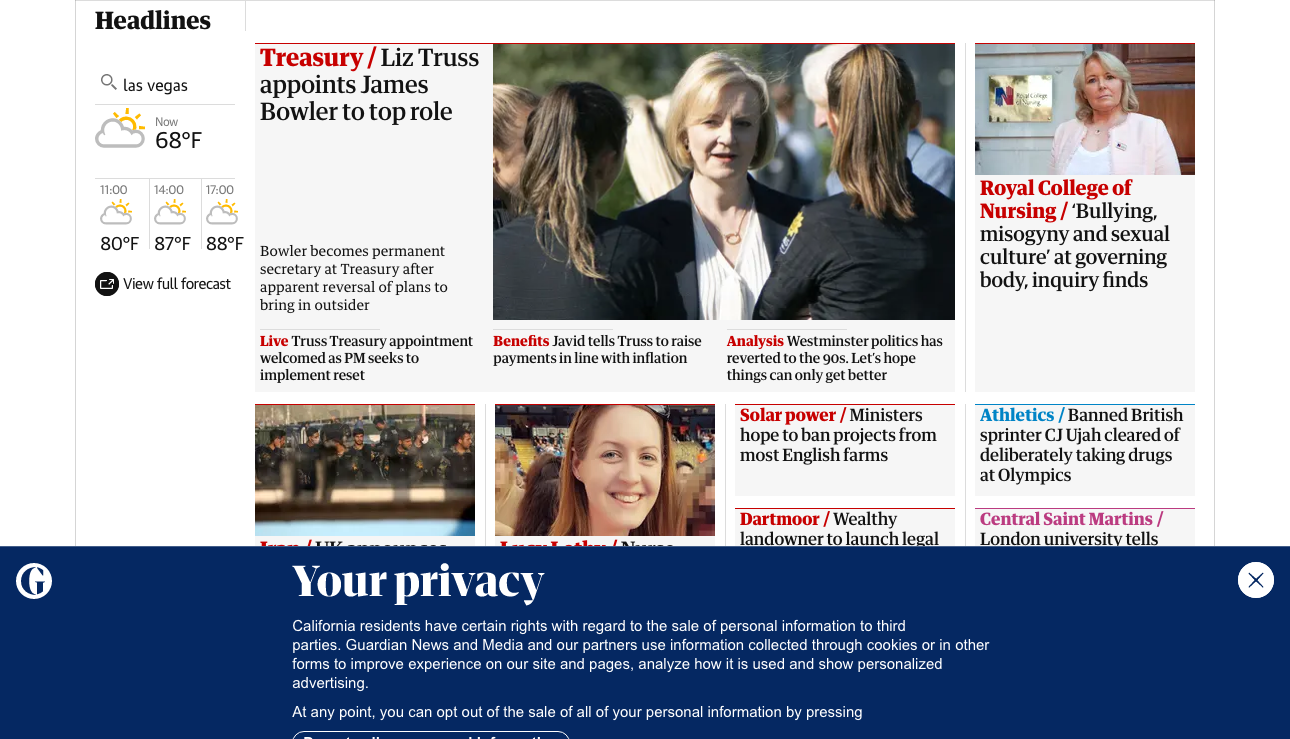 Headlines
las vegas
Now
68°F
11:00
14:00
17:00
80°F
87°F
88°F
View full forecast
Treasury / Liz Truss
appoints James
Bowler to top role
Bowler becomes permanent
secretary at Treasury after
apparent reversal of plans to
bring in outsider
Live Truss Treasury appointment
welcomed as PM seeks to
implement reset
Benefits Javid tells Truss to raise
payments in line with inflation
Analysis Westminster politics has
reverted to the 90s. Let's hope
things can only get better
Royal College
of Nursing
Royal College of
Nursing / ‘Bullying,
misogyny and sexual
culture’ at governing
body, inquiry finds
Solar power / Ministers
hope to ban projects from
most English farms
Athletics / Banned British
sprinter CJ Ujah cleared of
deliberately taking drugs
at Olympics
Iran / UK announces
Lucy Letby / Nurse
Dartmoor / Wealthy
landowner to launch legal
Central Saint Martins /
London university tells
Your privacy
California residents have certain rights with regard to the sale of personal information to third
parties. Guardian News and Media and our partners use information collected through cookies or in other
forms to improve experience on our site and pages, analyze how it is used and show personalized
advertising.
At any point, you can opt out of the sale of all of your personal information by pressing